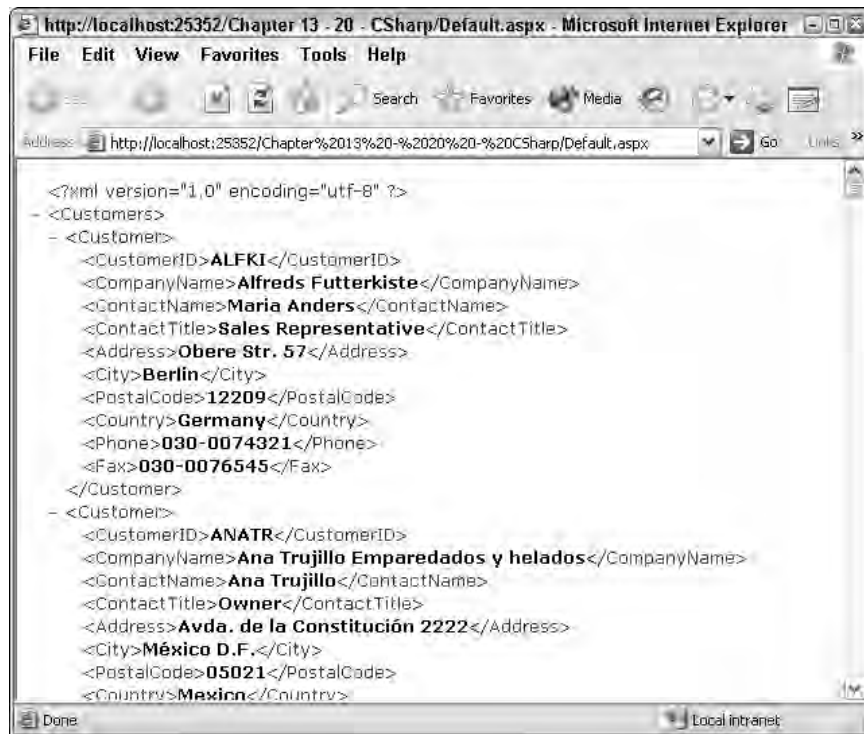 http://localhost:25352/Chapter 13 - 20 - CSharp/Default.aspx - Microsoft Internet Explorer
File Edit View Favorites Tools Help
Search Favorites Media
Address http://localhost:25352/Chapter%2013%20-%2020%20-%20CSharp/Default.aspx Go Links »
<?xml version="1.0" encoding="utf-8" ?>
- <Customers>
- <Customer>
<CustomerID>ALFKI</CustomerID>
<CompanyName>Alfreds Futterkiste</CompanyName>
<ContactName>Maria Anders</ContactName>
<ContactTitle>Sales Representative</ContactTitle>
<Address>Obere Str. 57</Address>
<City>Berlin</City>
<PostalCode>12209</PostalCode>
<Country>Germany</Country>
<Phone>030-0074321</Phone>
<Fax>030-0076545</Fax>
</Customer>
- <Customer>
<CustomerID>ANATR</CustomerID>
<CompanyName>Ana Trujillo Emparedados y helados</CompanyName>
<ContactName>Ana Trujillo</ContactName>
<ContactTitle>Owner</ContactTitle>
<Address>Avda. de la Constitución 2222</Address>
<City>México D.F.</City>
<PostalCode>05021</PostalCode>
<Country>Mexico</Country>
Done Local intranet